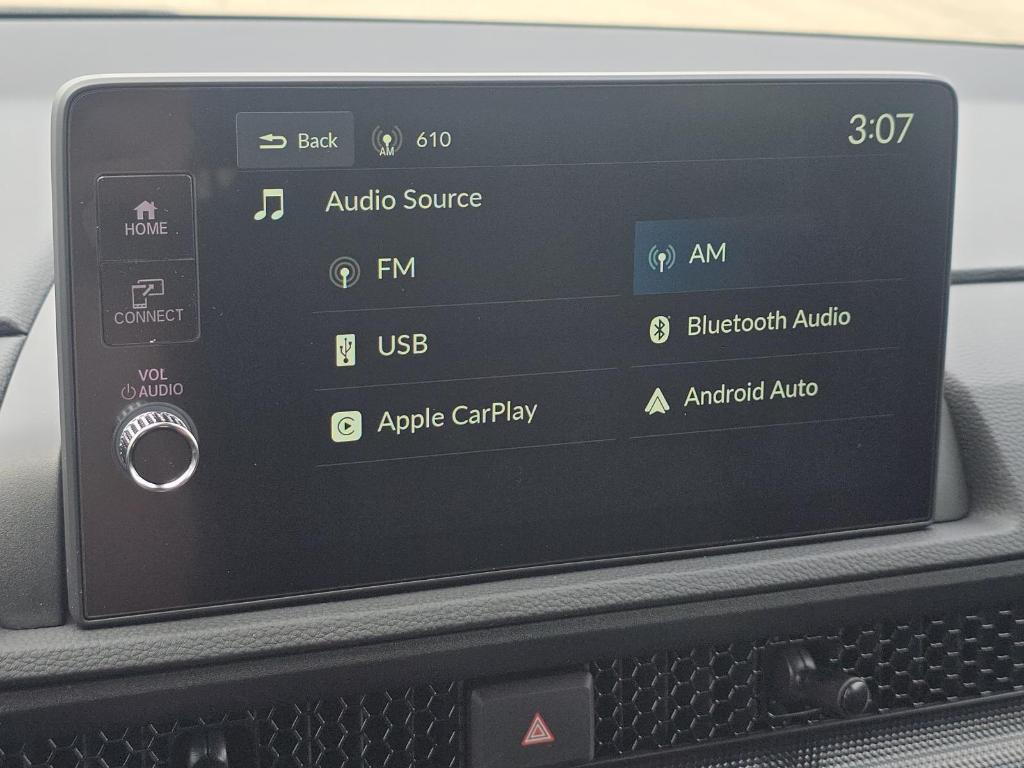 Back
AM
610
3:07
HOME
CONNECT
VOL
AUDIO
Audio Source
FM
AM
USB
Bluetooth Audio
Apple CarPlay
Android Auto